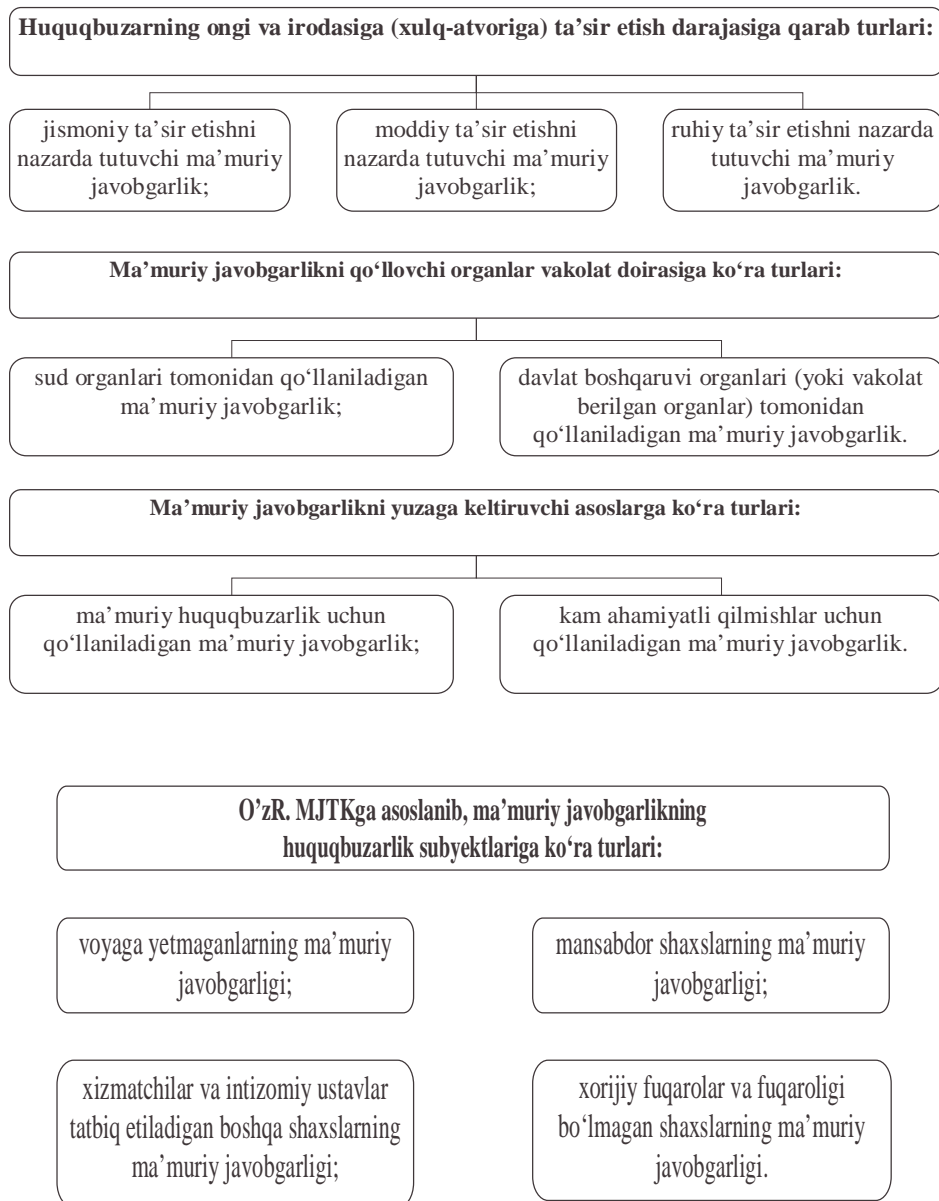 Huquqbuzarning ongi va irodasiga (xulq-atvoriga) ta’sir etish darajasiga qarab turlari:
jismoniy ta’sir etishni
nazarda tutuvchi ma’muriy
javobgarlik;
moddiy ta’sir etishni
nazarda tutuvchi ma’muriy
javobgarlik;
ruhiy ta’sir etishni nazarda
tutuvchi ma’muriy
javobgarlik.
Ma’muriy javobgarlikni qo‘llovchi organlar vakolat doirasiga ko‘ra turlari:
sud organlari tomonidan qo‘llaniladigan
ma’muriy javobgarlik;
davlat boshqaruvi organlari (yoki vakolat
berilgan organlar) tomonidan
qo‘llaniladigan ma’muriy javobgarlik.
Ma’muriy javobgarlikni yuzaga keltiruvchi asoslarga ko‘ra turlari:
ma’muriy huquqbuzarlik uchun
qo‘llaniladigan ma’muriy javobgarlik;
kam ahamiyatli qilmishlar uchun
qo‘llaniladigan ma’muriy javobgarlik.
O’zR. MJTKga asoslanib, ma’muriy javobgarlikning
huquqbuzarlik subyektlariga ko‘ra turlari:
voyaga yetmaganlarning ma’muriy
javobgarligi;
mansabdor shaxslarning ma’muriy
javobgarligi;
xizmatchilar va intizomiy ustavlar
tatbiq etiladigan boshqa shaxslarning
ma’muriy javobgarligi;
xorijiy fuqarolar va fuqaroligi
bo‘lmagan shaxslarning ma’muriy
javobgarligi.